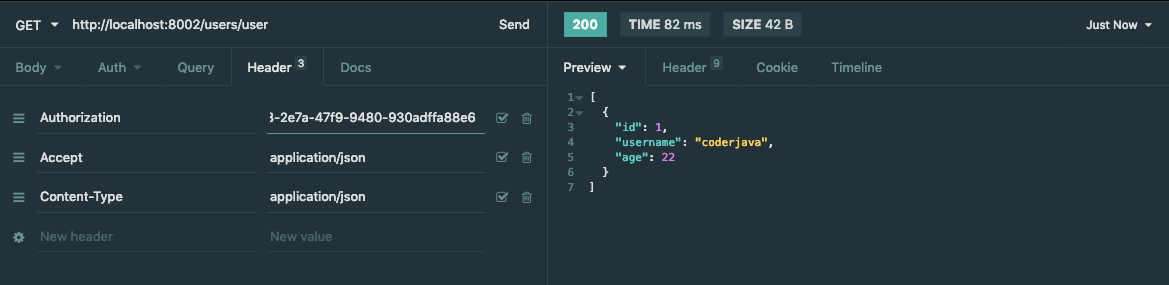 GET http://localhost:8002/users/user Send
200 TIME 82 ms SIZE 42 B Just Now
Body Auth Query Header 3 Docs
Preview Header 9 Cookie Timeline
Authorization 3-2e7a-47f9-9480-930adffa88e6
Accept application/json
Content-Type application/json
New header New value
1 [
2 {
3 "id": 1,
4 "username": "coderjava",
5 "age": 22
6 }
7 ]